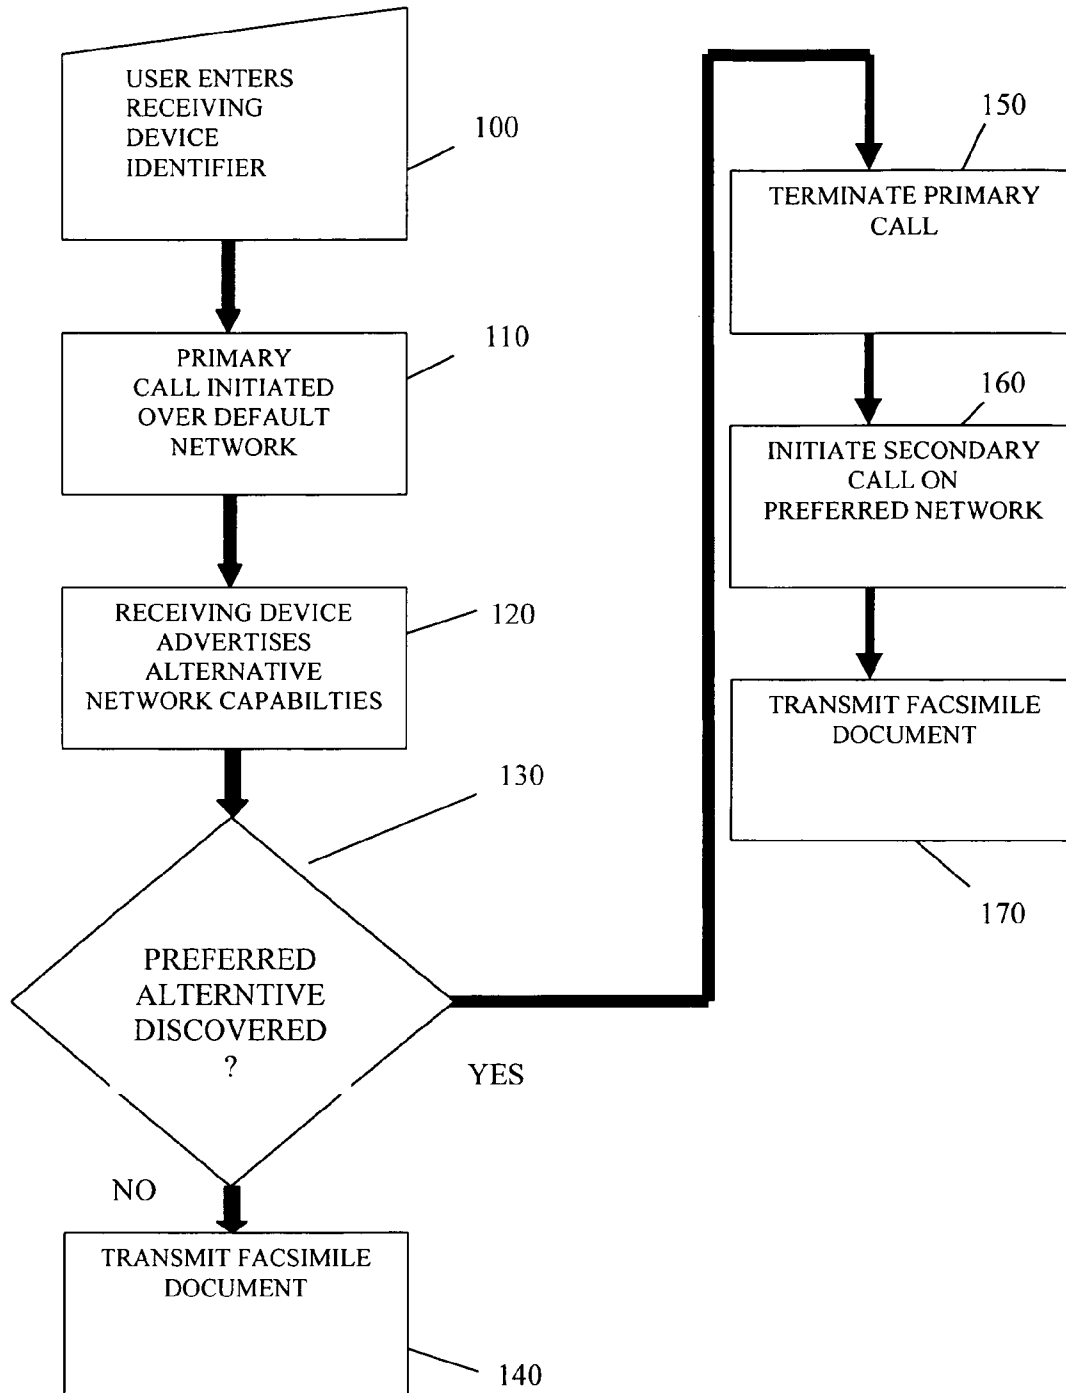 USER ENTERS
RECEIVING
DEVICE
IDENTIFIER
100
PRIMARY
CALL INITIATED
OVER DEFAULT
NETWORK
110
RECEIVING DEVICE
ADVERTISES
ALTERNATIVE
NETWORK CAPABILTIES
120
130
PREFERRED
ALTERNTIVE
DISCOVERED
?
YES
NO
TRANSMIT FACSIMILE
DOCUMENT
140
150
TERMINATE PRIMARY
CALL
160
INITIATE SECONDARY
CALL ON
PREFERRED NETWORK
TRANSMIT FACSIMILE
DOCUMENT
170